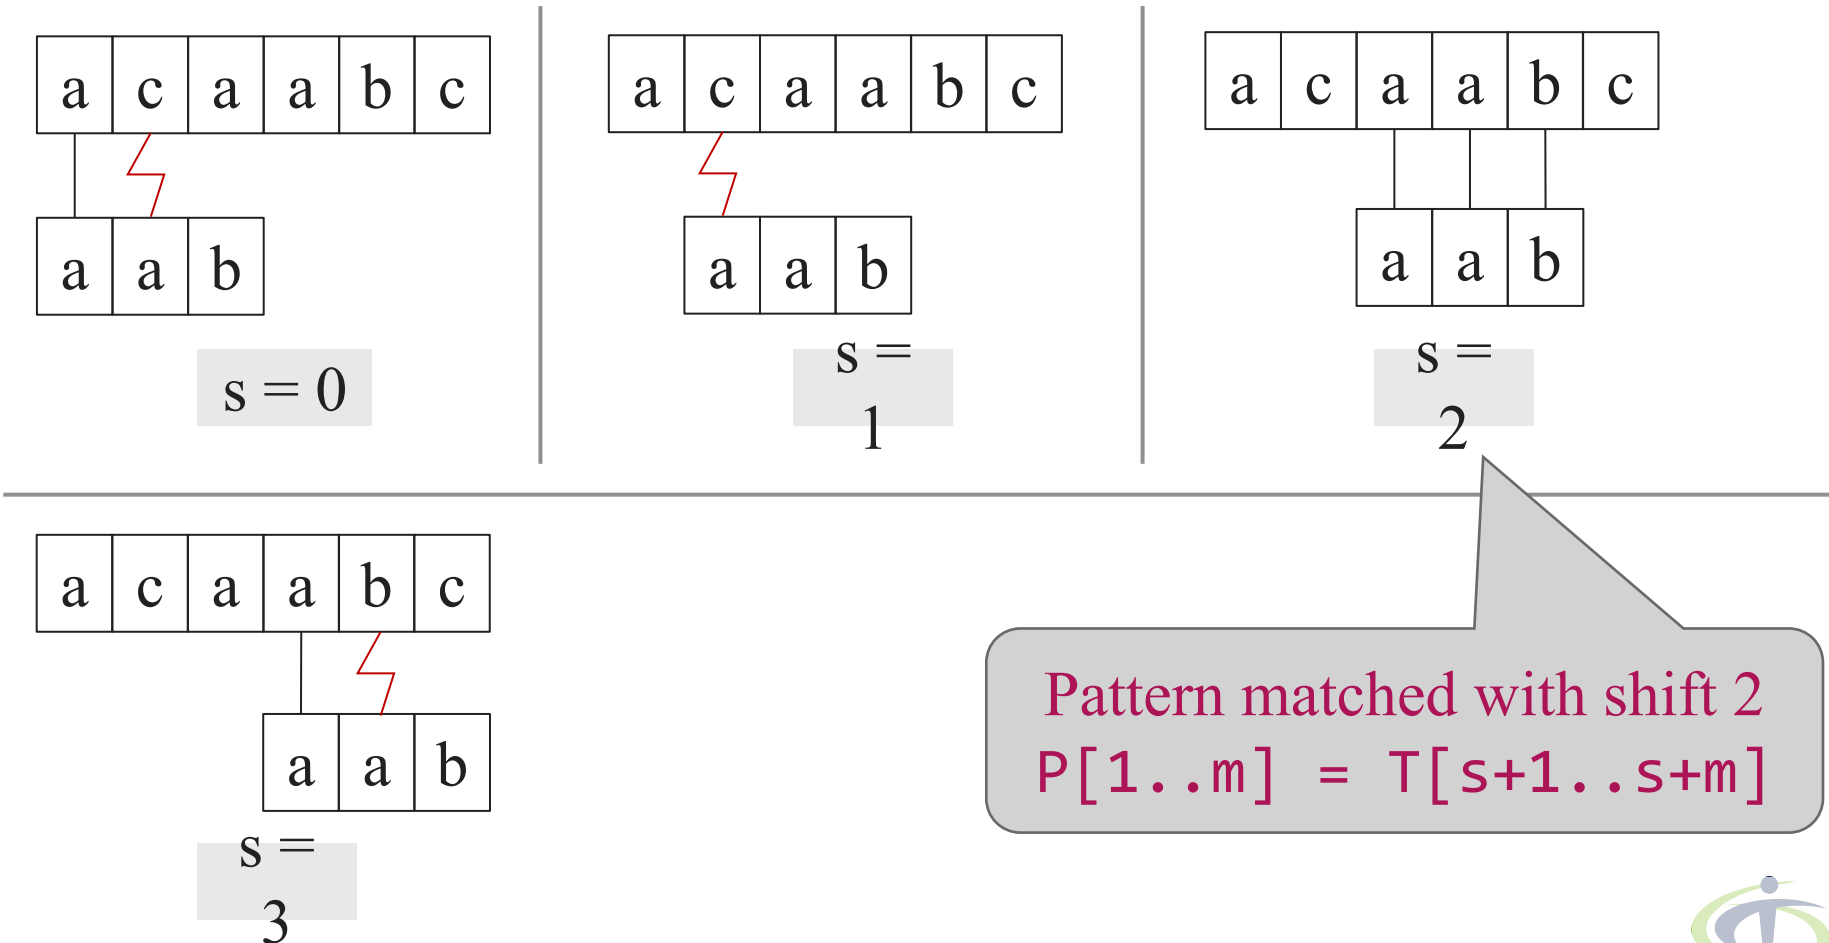 a c a a b c
a a b
s = 0
a c a a b c
a a b
s =
1
a c a a b c
a a b
s =
2
a c a a b c
a a b
s =
3
Pattern matched with shift 2
P[1..m] = T[s+1..s+m]